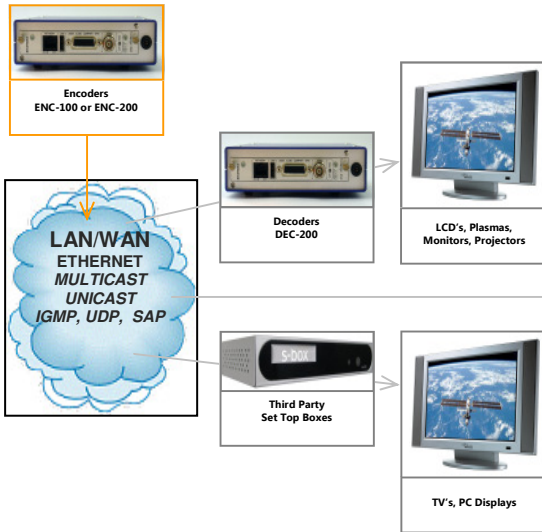 Encoders
ENC-100 or ENC-200
Decoders
DEC-200
LCD's, Plasmas,
Monitors, Projectors
LAN/WAN
ETHERNET
MULTICAST
UNICAST
IGMP, UDP, SAP
S-DOX
Third Party
Set Top Boxes
TV's, PC Displays